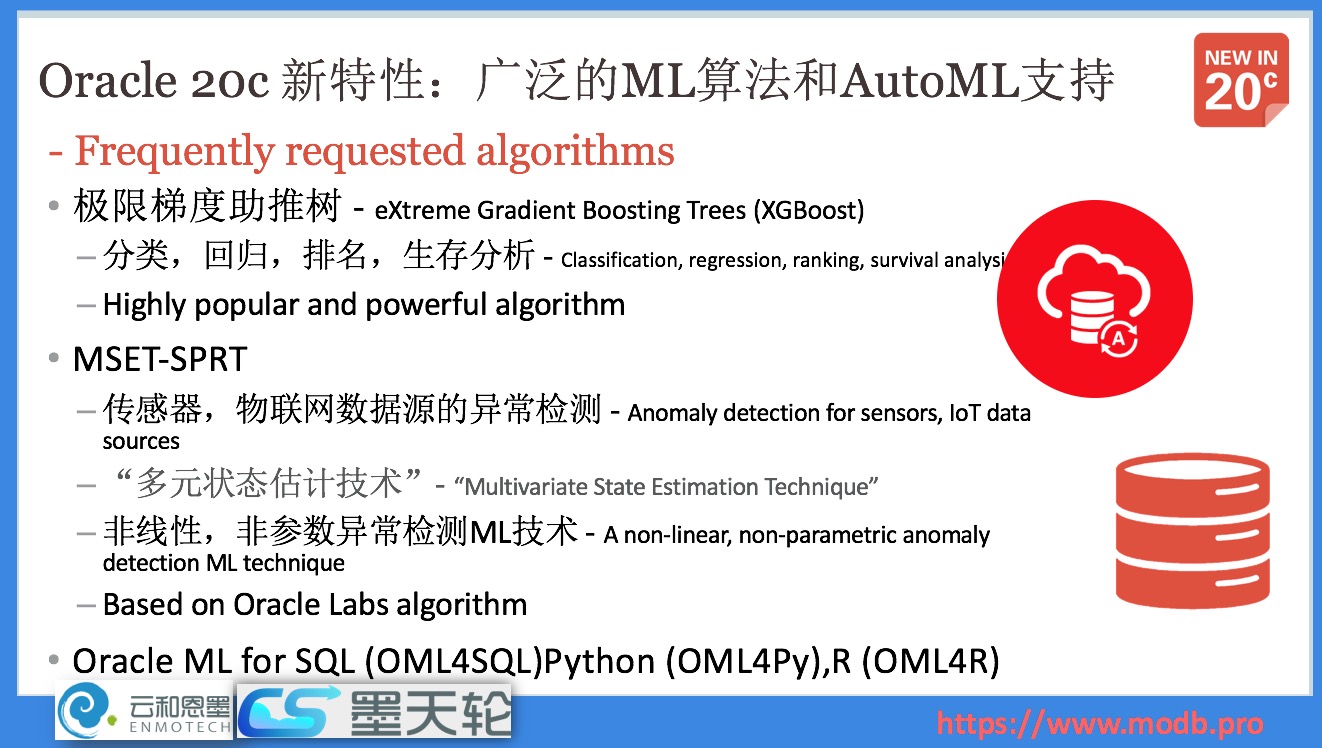 Oracle 20c 新特性：广泛的ML算法和AutoML支持
NEW IN
20c
- Frequently requested algorithms
• 极限梯度助推树 - eXtreme Gradient Boosting Trees (XGBoost)
– 分类，回归，排名，生存分析 - Classification, regression, ranking, survival analysi
– Highly popular and powerful algorithm
A
• MSET-SPRT
– 传感器，物联网数据源的异常检测 - Anomaly detection for sensors, IoT data
sources
– “多元状态估计技术” - “Multivariate State Estimation Technique”
– 非线性，非参数异常检测ML技术 - A non-linear, non-parametric anomaly
detection ML technique
– Based on Oracle Labs algorithm
• Oracle ML for SQL (OML4SQL)Python (OML4Py),R (OML4R)
云和恩墨
ENMOTECH
墨天轮
https://www.modb.pro